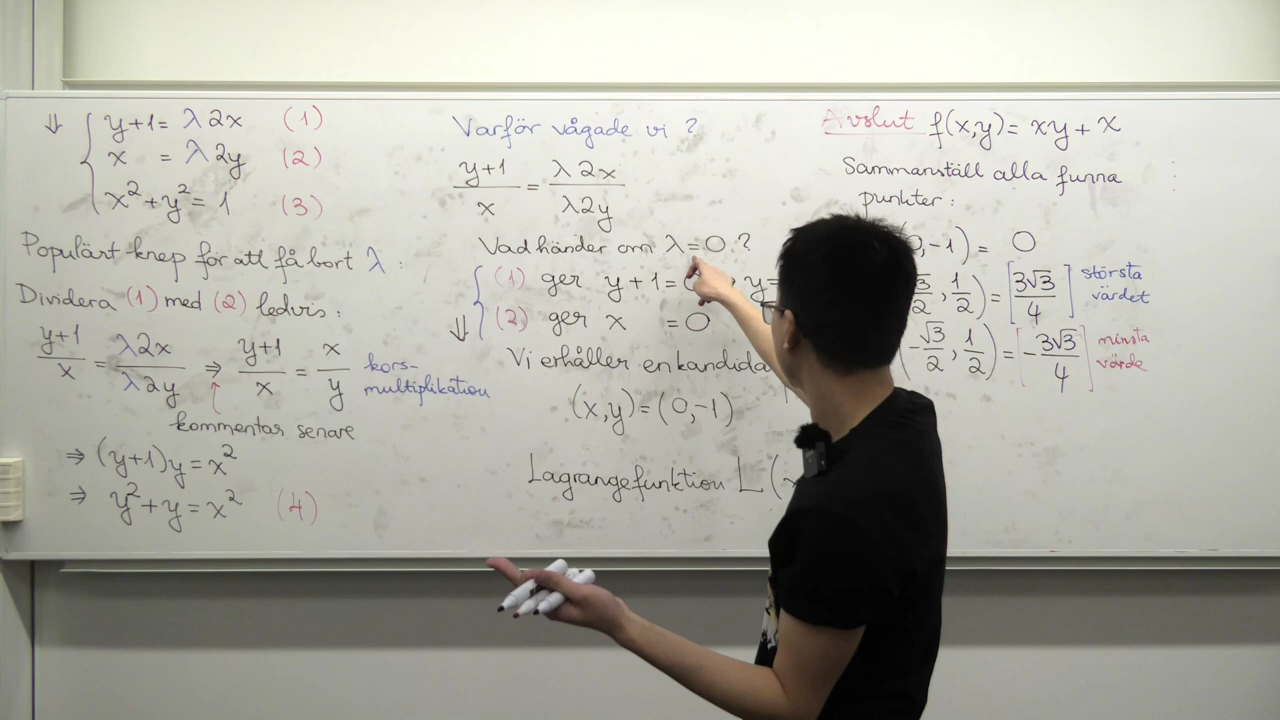 ⇓ { y+1 = λ2x (1)
x = λ2y (2)
x² + y² = 1 (3)
Populärt knep för att få bort λ :
Dividera (1) med (2) ledvis :
(y+1)/x = λ2x/λ2y ⇒ (y+1)/x = x/y kors-
multiplikation
kommentar senare
⇒ (y+1)y = x²
⇒ y² + y = x² (4)
Varför vågade vi ?
(y+1)/x = λ2x/λ2y
Vad händer om λ=0 ?
(1) ger y+1=0 y=
⇓ (2) ger x = 0
Vi erhåller en
(x,y) = (0,-1)
Lagrangefunktion L (
Avslut f(x,y) = xy + x
Sammanställ alla funna
punkter :
0,-1) = 0
√3/2, 1/2) = [3√3/4] största
värdet
(-√3/2, 1/2) = [-3√3/4] minsta
värde